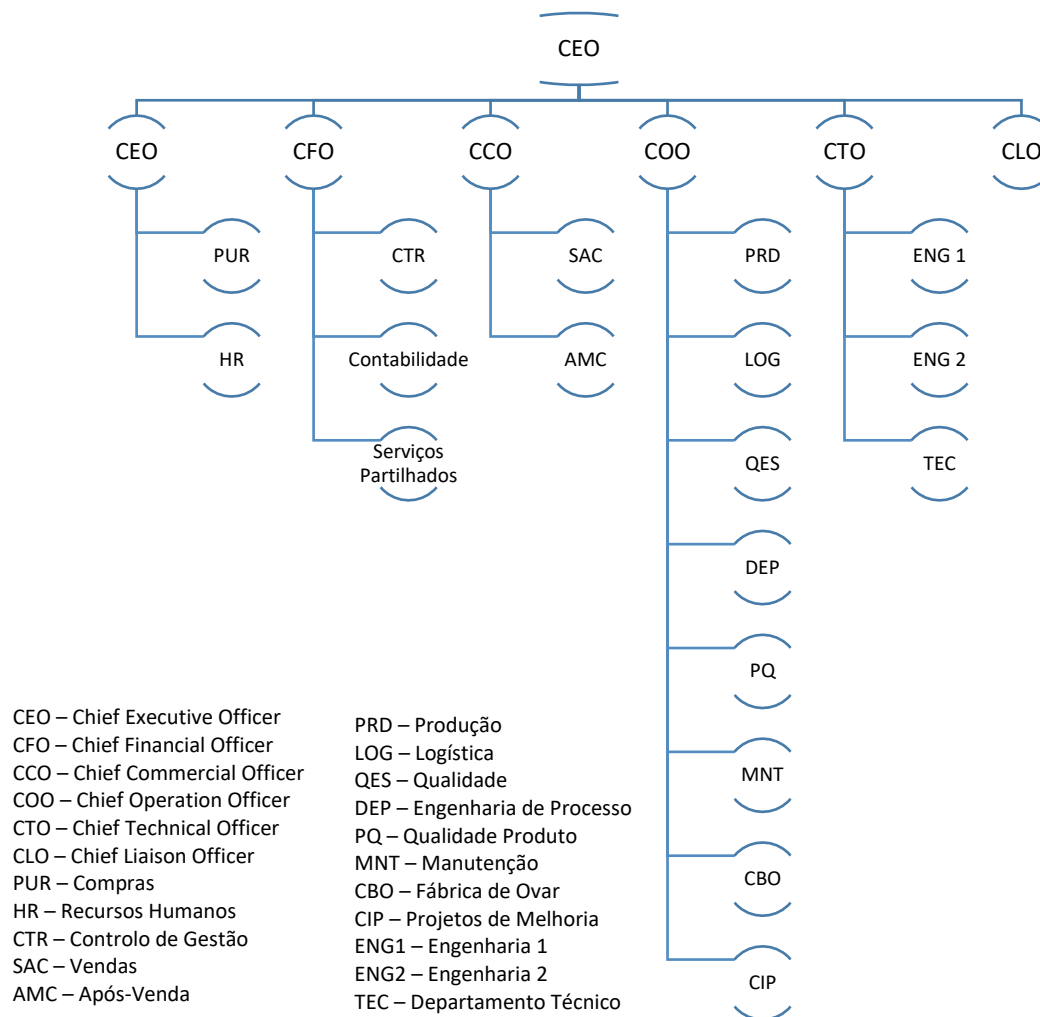 CEO
CEO
CFO
CCO
COO
CTO
CLO
PUR
CTR
SAC
PRD
ENG 1
HR
Contabilidade
AMC
LOG
ENG 2
Serviços
Partilhados
QES
TEC
DEP
PQ
MNT
CBO
CIP
CEO – Chief Executive Officer
CFO – Chief Financial Officer
CCO – Chief Commercial Officer
COO – Chief Operation Officer
CTO – Chief Technical Officer
CLO – Chief Liaison Officer
PUR – Compras
HR – Recursos Humanos
CTR – Controlo de Gestão
SAC – Vendas
AMC – Após-Venda
PRD – Produção
LOG – Logística
QES – Qualidade
DEP – Engenharia de Processo
PQ – Qualidade Produto
MNT – Manutenção
CBO – Fábrica de Ovar
CIP – Projetos de Melhoria
ENG1 – Engenharia 1
ENG2 – Engenharia 2
TEC – Departamento Técnico